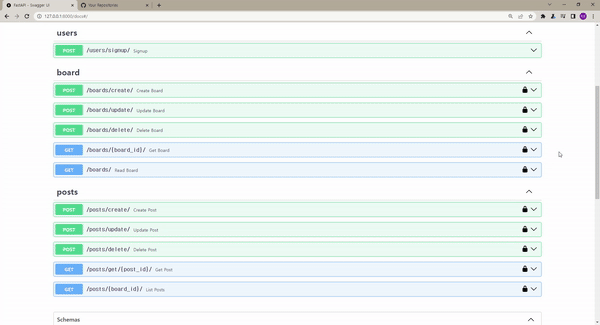 FastAPI - Swagger UI
Your Repositories
127.0.0.1:8000/docs#/
users
POST /users/signup/ Signup
board
POST /boards/create/ Create Board
POST /boards/update/ Update Board
POST /boards/delete/ Delete Board
GET /boards/{board_id}/ Get Board
GET /boards/ Read Board
posts
POST /posts/create/ Create Post
POST /posts/update/ Update Post
POST /posts/delete/ Delete Post
GET /posts/get/{post_id}/ Get Post
GET /posts/{board_id}/ List Posts
Schemas